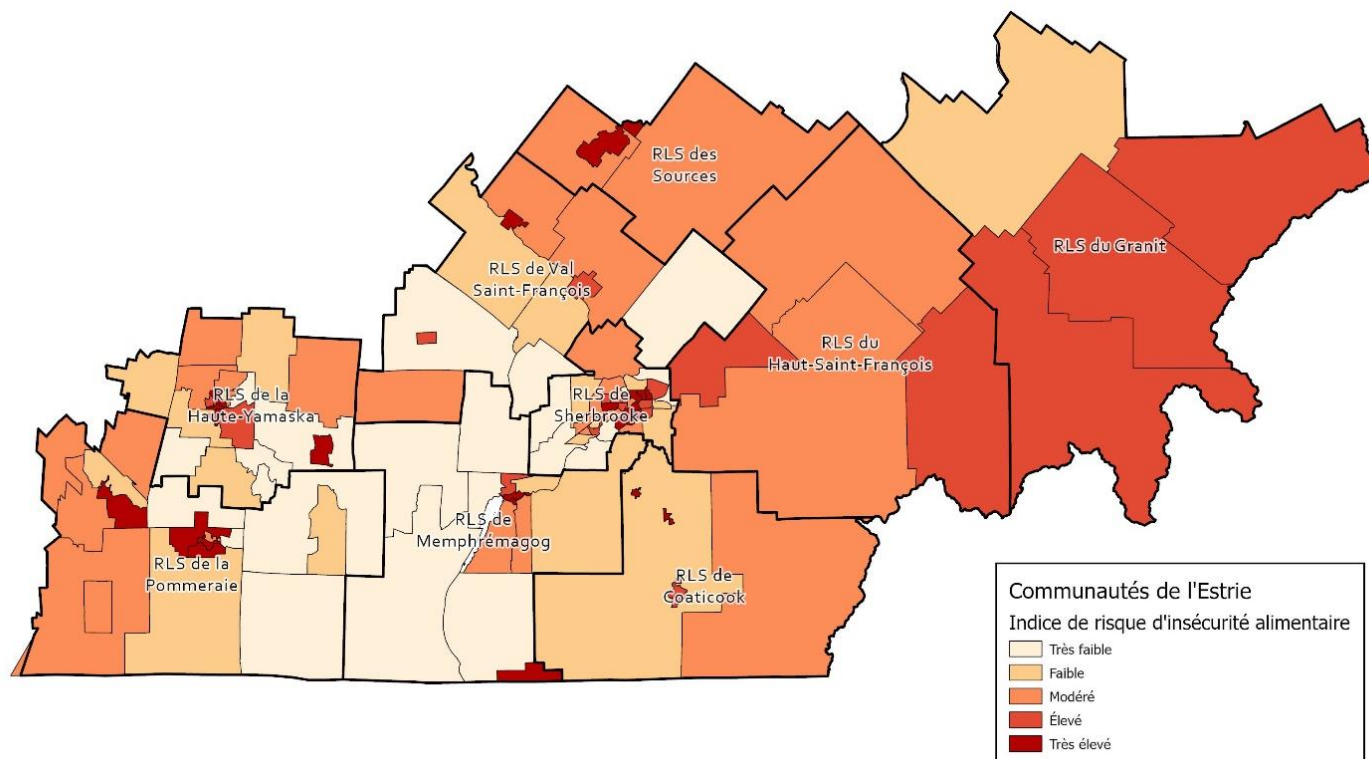 RLS des
Sources
RLS du Granit
RLS de Val
Saint-François
RLS du
Haut-Saint-François
RLS de la
Haute-Yamaska
RLS de
Sherbrooke
RLS de
Memphrémagog
RLS de la
Pommeraie
RLS de
Coaticook
Communautés de l'Estrie
Indice de risque d'insécurité alimentaire
Très faible
Faible
Modéré
Élevé
Très élevé